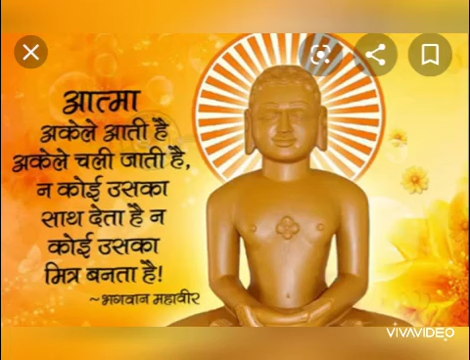 आत्मा
अकेले आती है
अकेले चली जाती है,
न कोई उसका
साथ देता है न
कोई उसका
मित्र बनता है!
~भगवान महावीर
VIVAVIDEO